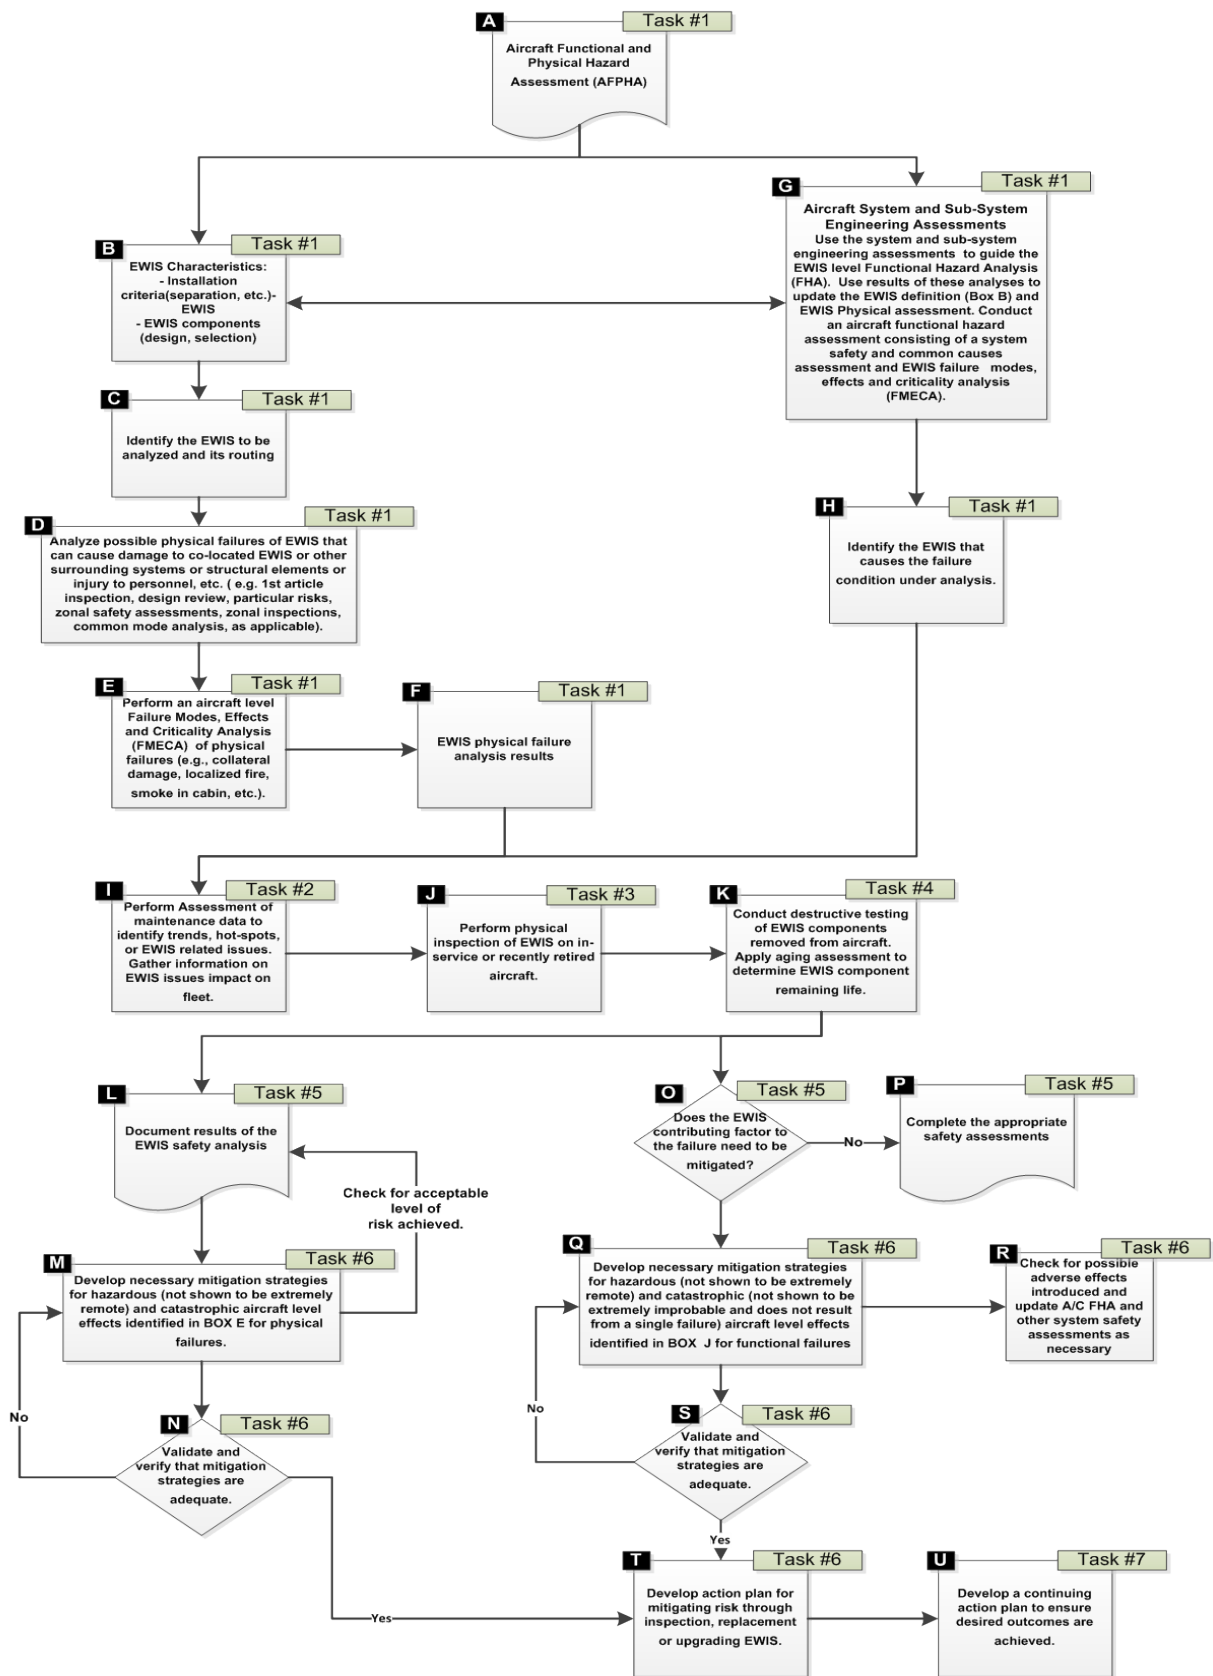 A
Task #1
Aircraft Functional and
Physical Hazard
Assessment (AFPHA)
G
Task #1
Aircraft System and Sub-System
Engineering Assessments
Use the system and sub-system
engineering assessments to guide the
EWIS level Functional Hazard Analysis
(FHA). Use results of these analyses to
update the EWIS definition (Box B) and
EWIS Physical assessment. Conduct
an aircraft functional hazard
assessment consisting of a system
safety and common causes
assessment and EWIS failure modes,
effects and criticality analysis
(FMECA).
B
Task #1
EWIS Characteristics:
- Installation
criteria(separation, etc.)-
EWIS
- EWIS components
(design, selection)
C
Task #1
Identify the EWIS to be
analyzed and its routing
D
Task #1
Analyze possible physical failures of EWIS that
can cause damage to co-located EWIS or other
surrounding systems or structural elements or
injury to personnel, etc. ( e.g. 1st article
inspection, design review, particular risks,
zonal safety assessments, zonal inspections,
common mode analysis, as applicable).
H
Task #1
Identify the EWIS that
causes the failure
condition under analysis.
E
Task #1
Perform an aircraft level
Failure Modes, Effects
and Criticality Analysis
(FMECA) of physical
failures (e.g., collateral
damage, localized fire,
smoke in cabin, etc.).
F
Task #1
EWIS physical failure
analysis results
I
Task #2
Perform Assessment of
maintenance data to
identify trends, hot-spots,
or EWIS related issues.
Gather information on
EWIS issues impact on
fleet.
J
Task #3
Perform physical
inspection of EWIS on in-
service or recently retired
aircraft.
K
Task #4
Conduct destructive testing
of EWIS components
removed from aircraft.
Apply aging assessment to
determine EWIS component
remaining life.
L
Task #5
Document results of the
EWIS safety analysis
O
Task #5
Does the EWIS
contributing factor to
the failure need to be
mitigated?
No
P
Task #5
Complete the appropriate
safety assessments
Check for acceptable
level of
risk achieved.
M
Task #6
Develop necessary mitigation strategies
for hazardous (not shown to be extremely
remote) and catastrophic aircraft level
effects identified in BOX E for physical
failures.
Q
Task #6
Develop necessary mitigation strategies
for hazardous (not shown to be extremely
remote) and catastrophic (not shown to
be extremely improbable and does not result
from a single failure) aircraft level effects
identified in BOX J for functional failures
R
Task #6
Check for possible
adverse effects
introduced and
update A/C FHA and
other system safety
assessments as
necessary
No
N
Task #6
Validate and
verify that mitigation
strategies are
adequate.
No
S
Task #6
Validate and
verify that mitigation
strategies are
adequate.
Yes
Yes
T
Task #6
Develop action plan for
mitigating risk through
inspection, replacement
or upgrading EWIS.
U
Task #7
Develop a continuing
action plan to ensure
desired outcomes are
achieved.